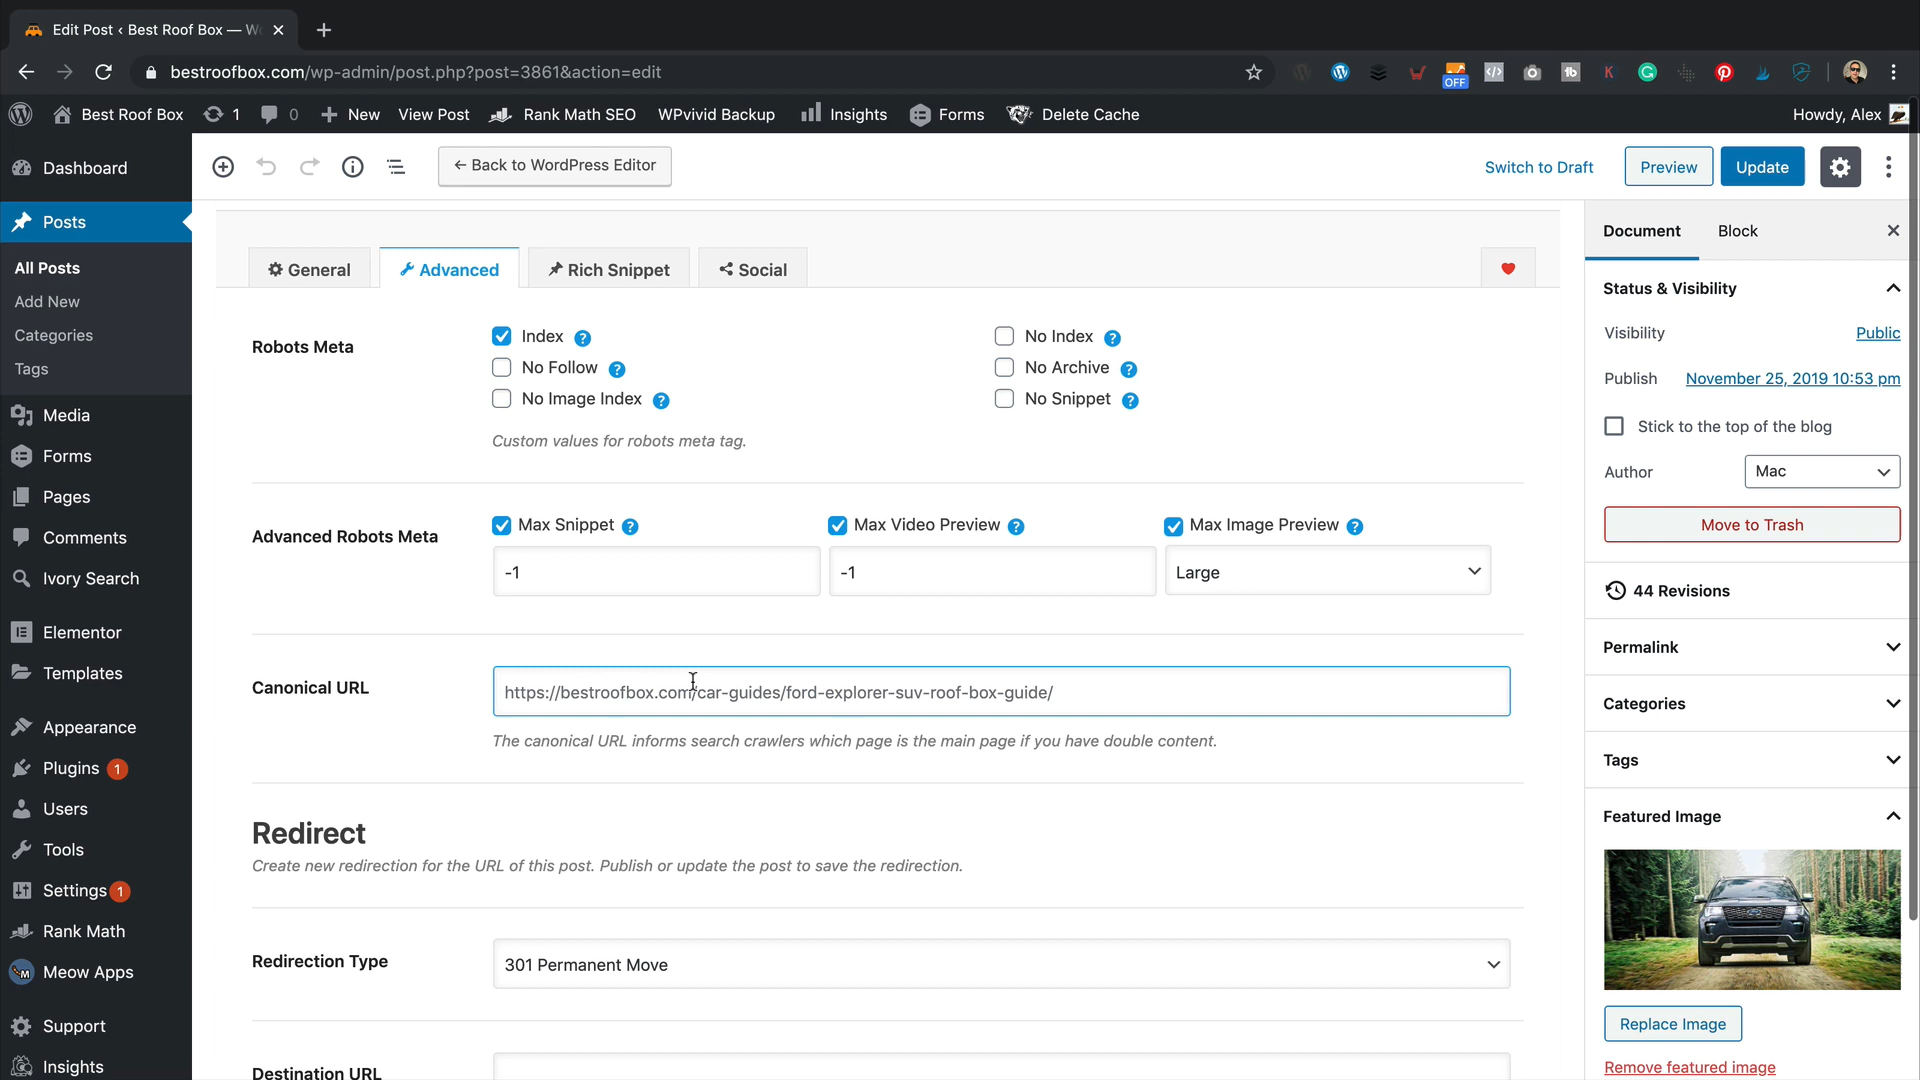 Edit Post ‹ Best Roof Box — W
bestroofbox.com/wp-admin/post.php?post=3861&action=edit
OFF
Best Roof Box 1 0 New View Post Rank Math SEO WPvivid Backup Insights Forms Delete Cache Howdy, Alex
Dashboard
Posts
All Posts
Add New
Categories
Tags
Media
Forms
Pages
Comments
Ivory Search
Elementor
Templates
Appearance
Plugins 1
Users
Tools
Settings 1
Rank Math
Meow Apps
Support
Insights
← Back to WordPress Editor
Switch to Draft Preview Update
General Advanced Rich Snippet Social
Robots Meta
Index ? No Index ?
No Follow ? No Archive ?
No Image Index ? No Snippet ?
Custom values for robots meta tag.
Advanced Robots Meta
Max Snippet ? Max Video Preview ? Max Image Preview ?
-1 -1 Large
Canonical URL
https://bestroofbox.com/car-guides/ford-explorer-suv-roof-box-guide/
The canonical URL informs search crawlers which page is the main page if you have double content.
Redirect
Create new redirection for the URL of this post. Publish or update the post to save the redirection.
Redirection Type
301 Permanent Move
Destination URL
Document Block
Status & Visibility
Visibility Public
Publish November 25, 2019 10:53 pm
Stick to the top of the blog
Author Mac
Move to Trash
44 Revisions
Permalink
Categories
Tags
Featured Image
Replace Image
Remove featured image